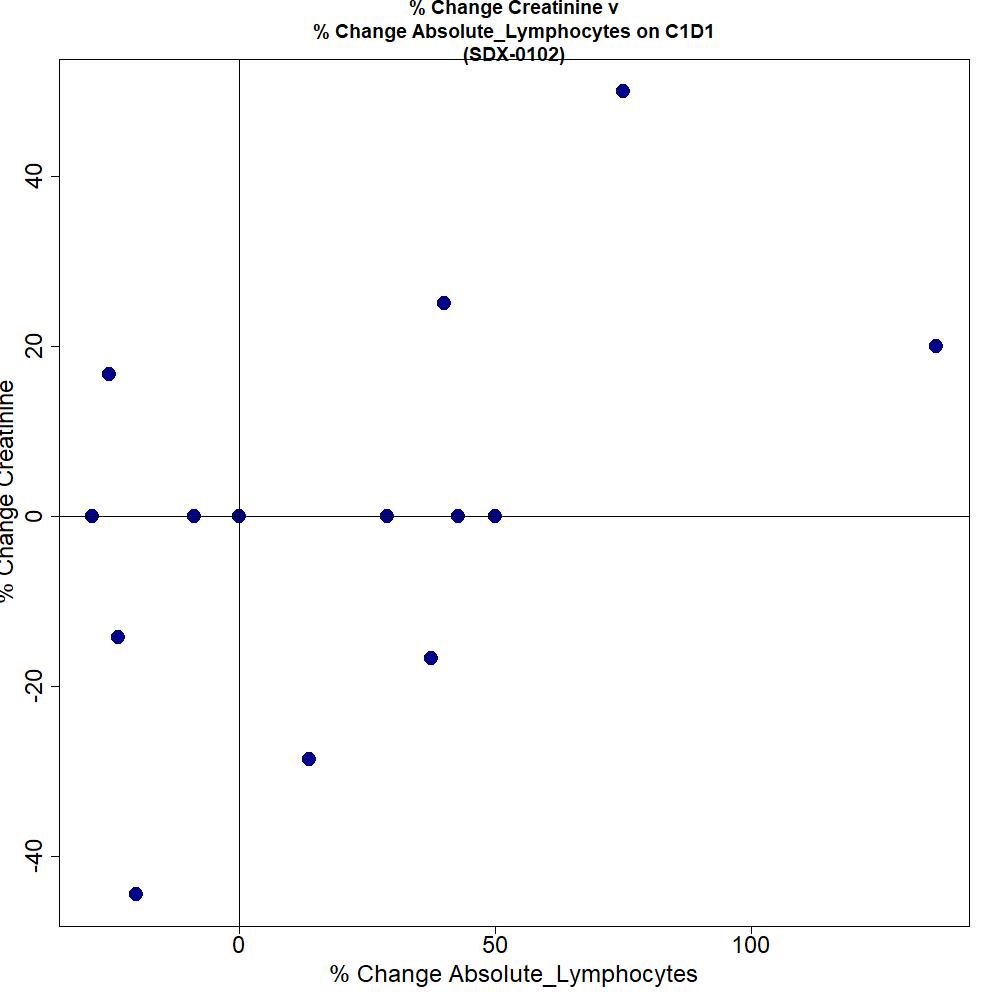 % Change Creatinine v
% Change Absolute_Lymphocytes on C1D1
(SDX-0102)
% Change Creatinine
40
20
0
-20
-40
0
50
100
% Change Absolute_Lymphocytes